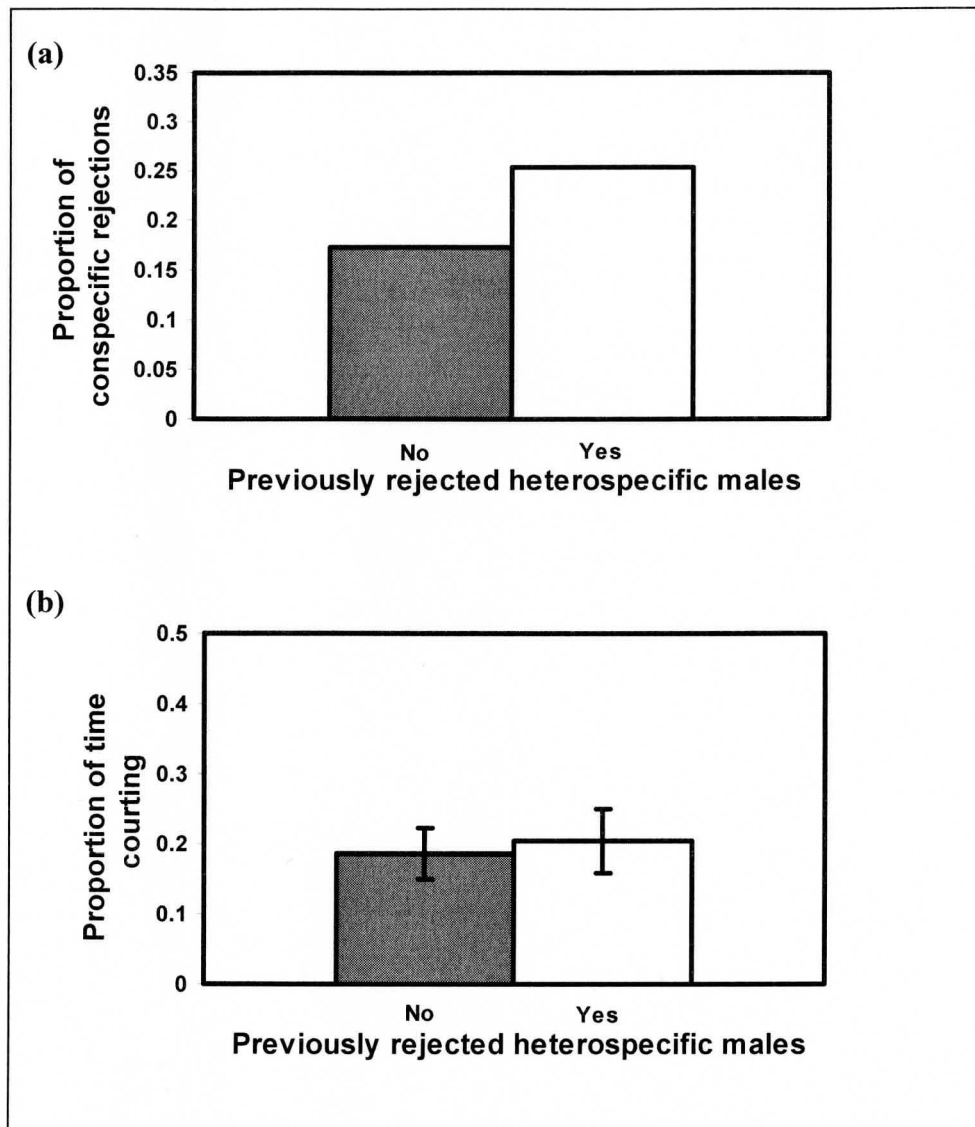 (a)
Proportion of
conspecific rejections
0.35
0.3
0.25
0.2
0.15
0.1
0.05
0
No Yes
Previously rejected heterospecific males
(b)
Proportion of time
courting
0.5
0.4
0.3
0.2
0.1
0
No Yes
Previously rejected heterospecific males